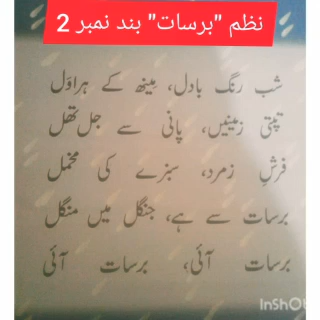 نظم "برسات" بند نمبر 2
شب رنگ بادل، مینھ کے ہراول
تپتی زمینیں، پانی سے جل تھل
فرشِ زمرد، سبزے کی مخمل
برسات سے ہے، جنگل میں منگل
برسات آئی، برسات آئی
InShOt